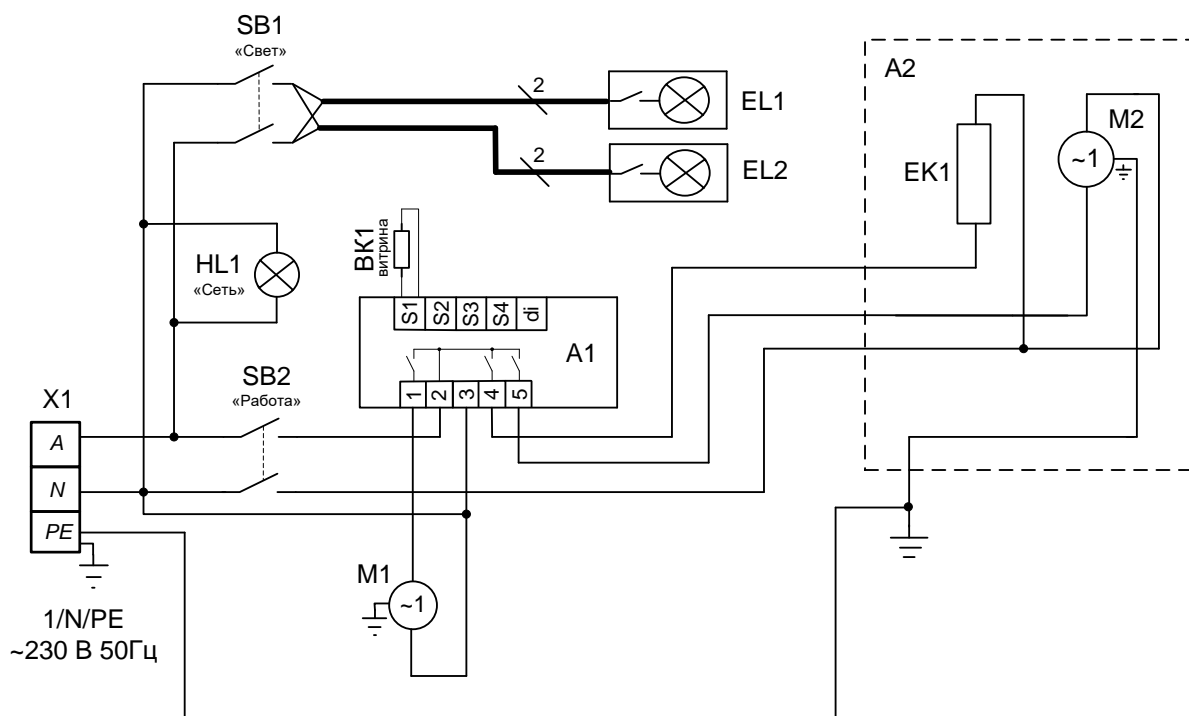 SB1
«Свет»
2
EL1
2
EL2
A2
M2
~1
EK1
HL1
«Сеть»
ВК1
витрина
S1 S2 S3 S4 di
A1
1 2 3 4 5
SB2
«Работа»
X1
A
N
PE
M1
~1
1/N/PE
~230 В 50Гц